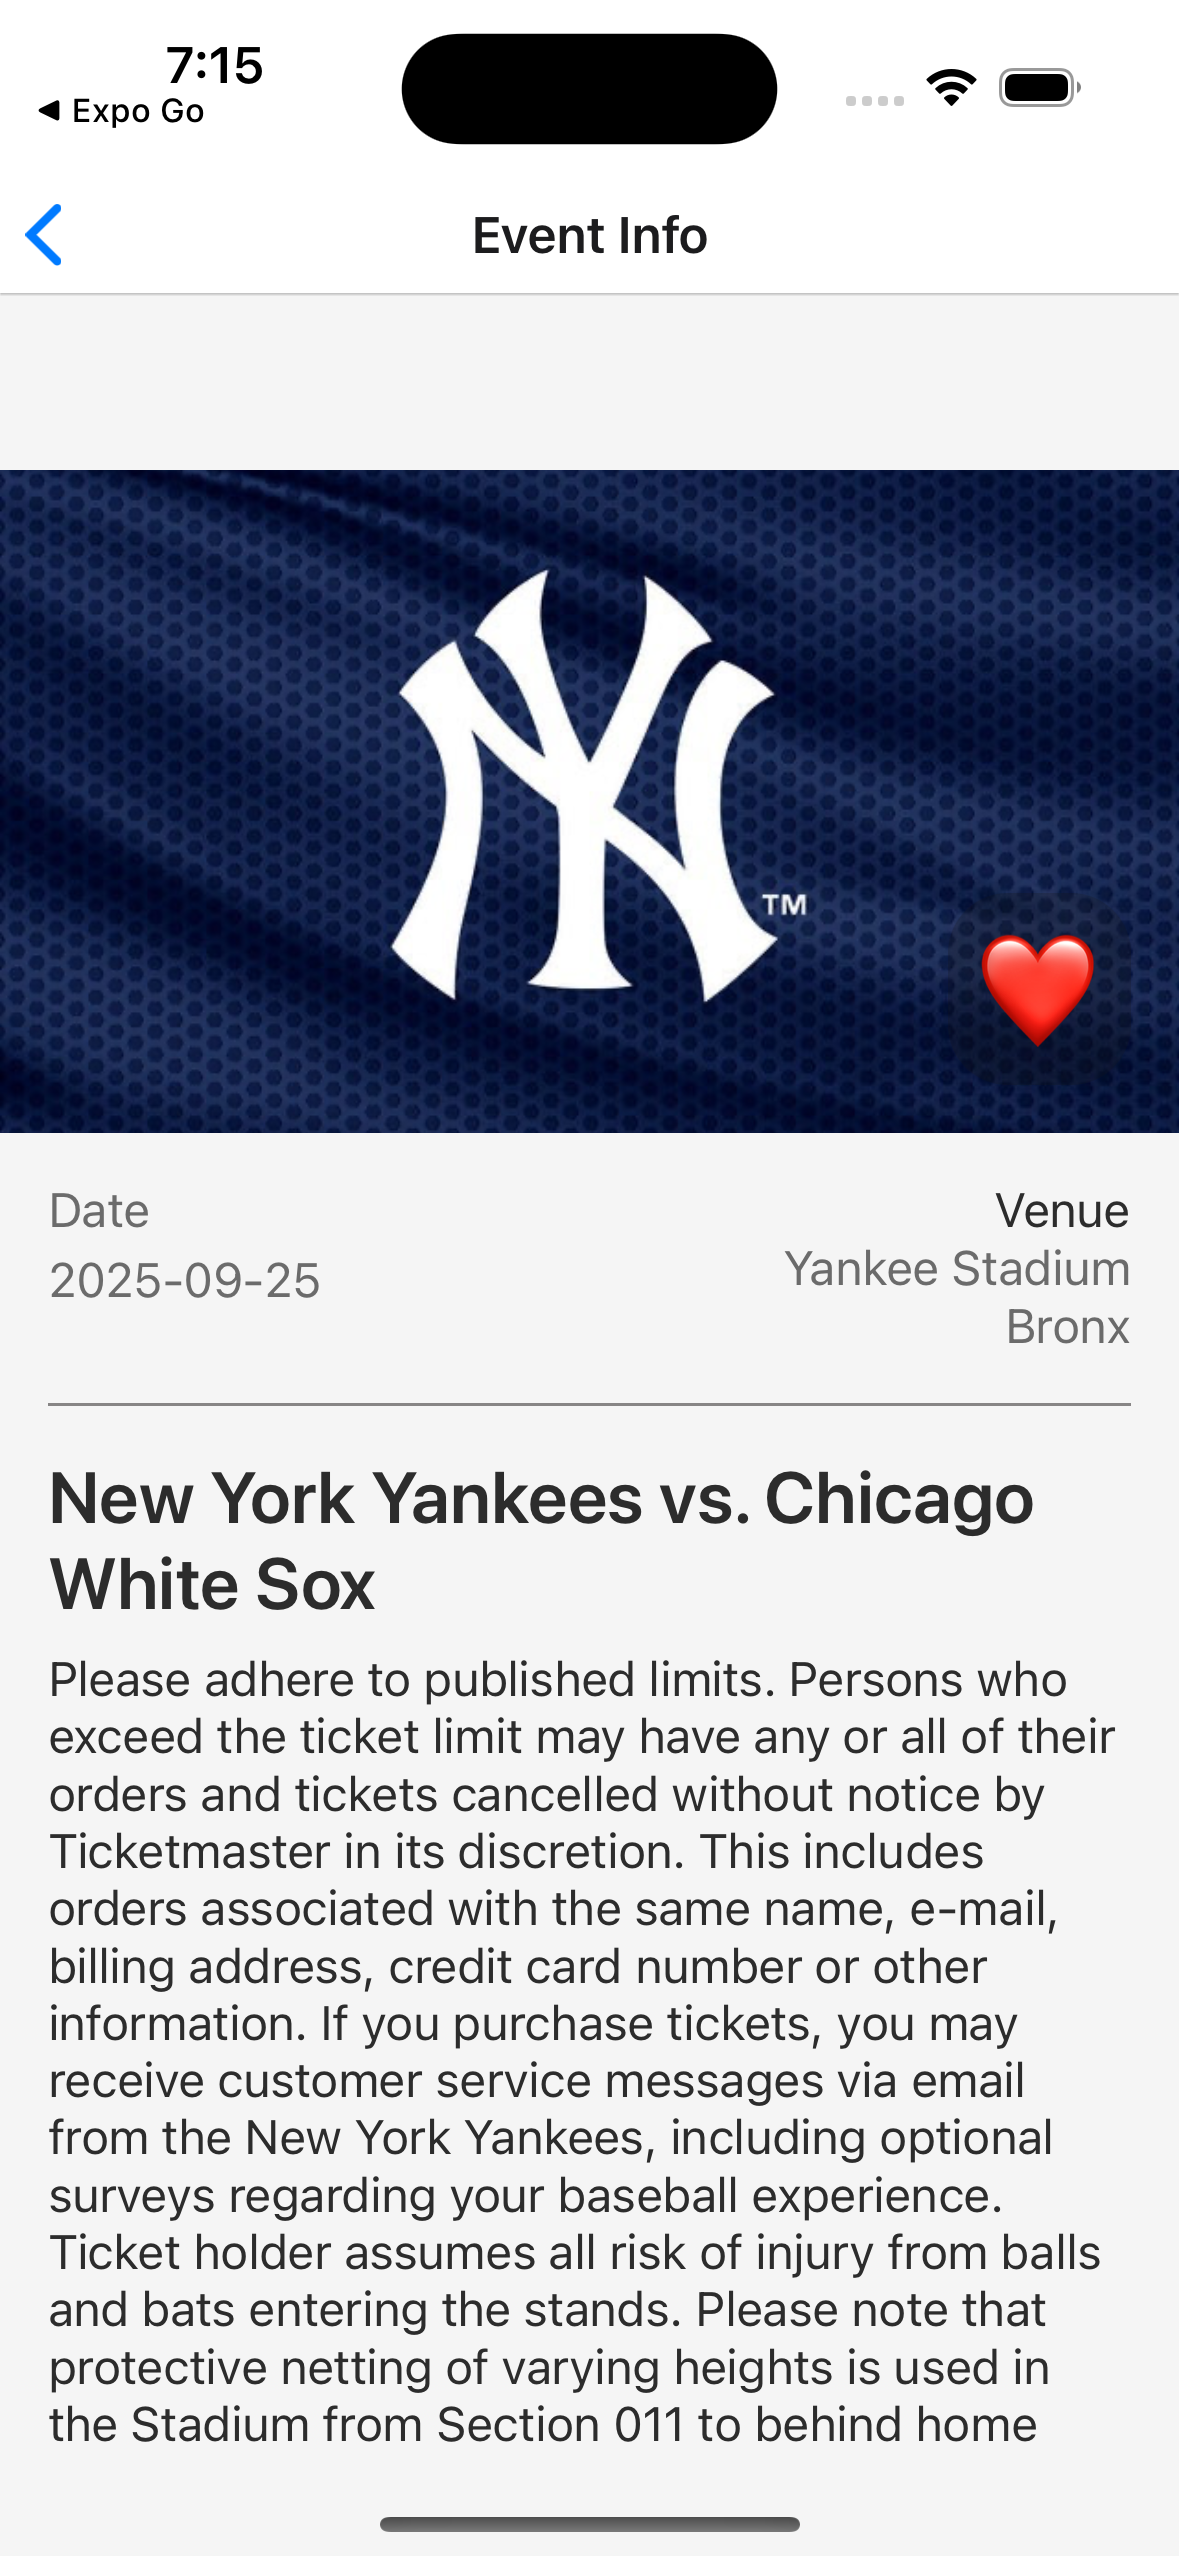 7:15
◀ Expo Go
Event Info
NY
TM
Date
2025-09-25
Venue
Yankee Stadium
Bronx
New York Yankees vs. Chicago
White Sox
Please adhere to published limits. Persons who
exceed the ticket limit may have any or all of their
orders and tickets cancelled without notice by
Ticketmaster in its discretion. This includes
orders associated with the same name, e-mail,
billing address, credit card number or other
information. If you purchase tickets, you may
receive customer service messages via email
from the New York Yankees, including optional
surveys regarding your baseball experience.
Ticket holder assumes all risk of injury from balls
and bats entering the stands. Please note that
protective netting of varying heights is used in
the Stadium from Section 011 to behind home